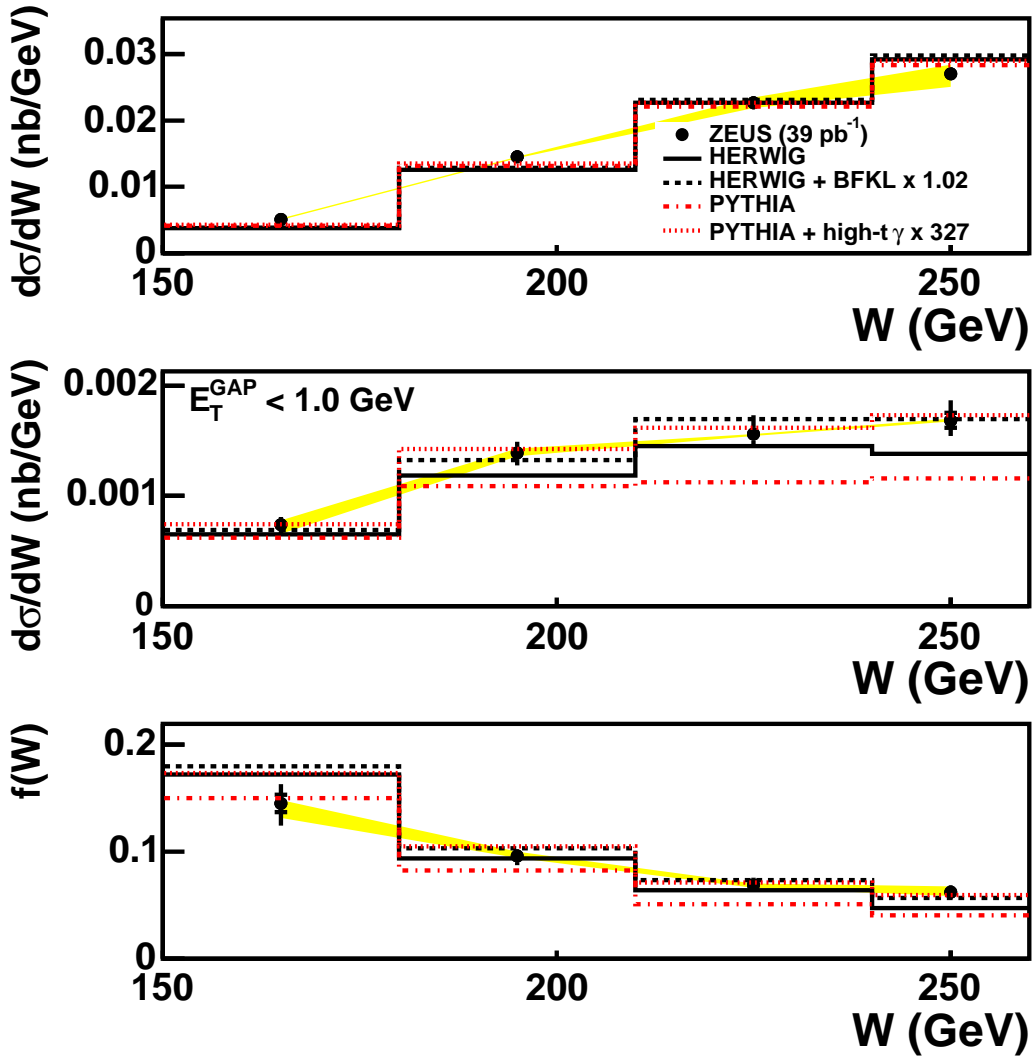 dσ/dW (nb/GeV)
0.03
0.02
0.01
0
ZEUS (39 pb⁻¹)
HERWIG
HERWIG + BFKL x 1.02
PYTHIA
PYTHIA + high-t γ x 327
150 200 250
W (GeV)
dσ/dW (nb/GeV)
0.002
E_T^GAP < 1.0 GeV
0.001
0
150 200 250
W (GeV)
f(W)
0.2
0.1
0
150 200 250
W (GeV)